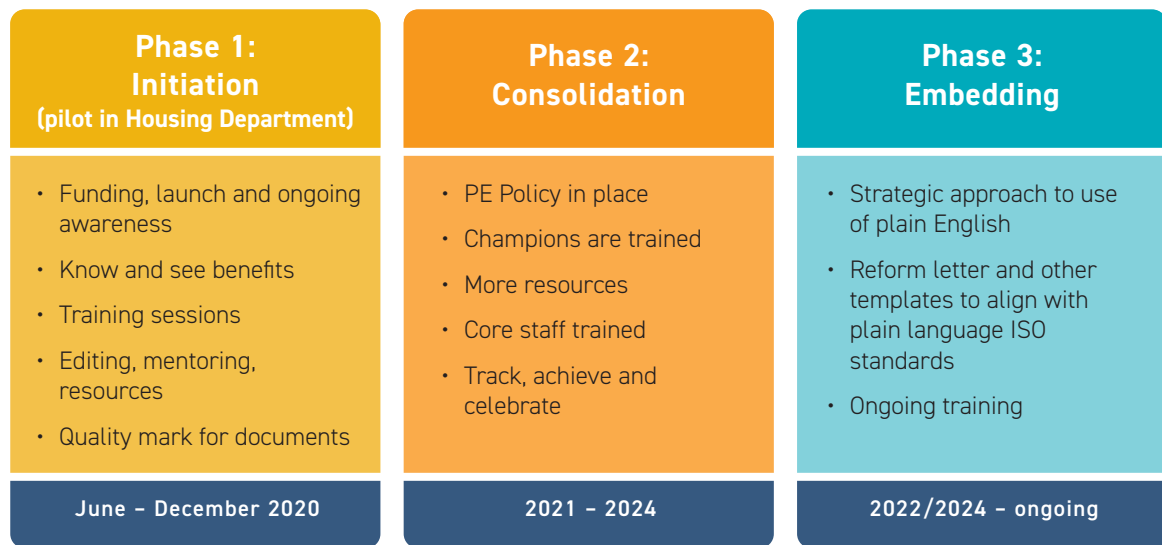 Phase 1:
Initiation
(pilot in Housing Department)
• Funding, launch and ongoing
awareness
• Know and see benefits
• Training sessions
• Editing, mentoring,
resources
• Quality mark for documents
June – December 2020
Phase 2:
Consolidation
• PE Policy in place
• Champions are trained
• More resources
• Core staff trained
• Track, achieve and
celebrate
2021 – 2024
Phase 3:
Embedding
• Strategic approach to use
of plain English
• Reform letter and other
templates to align with
plain language ISO
standards
• Ongoing training
2022/2024 – ongoing